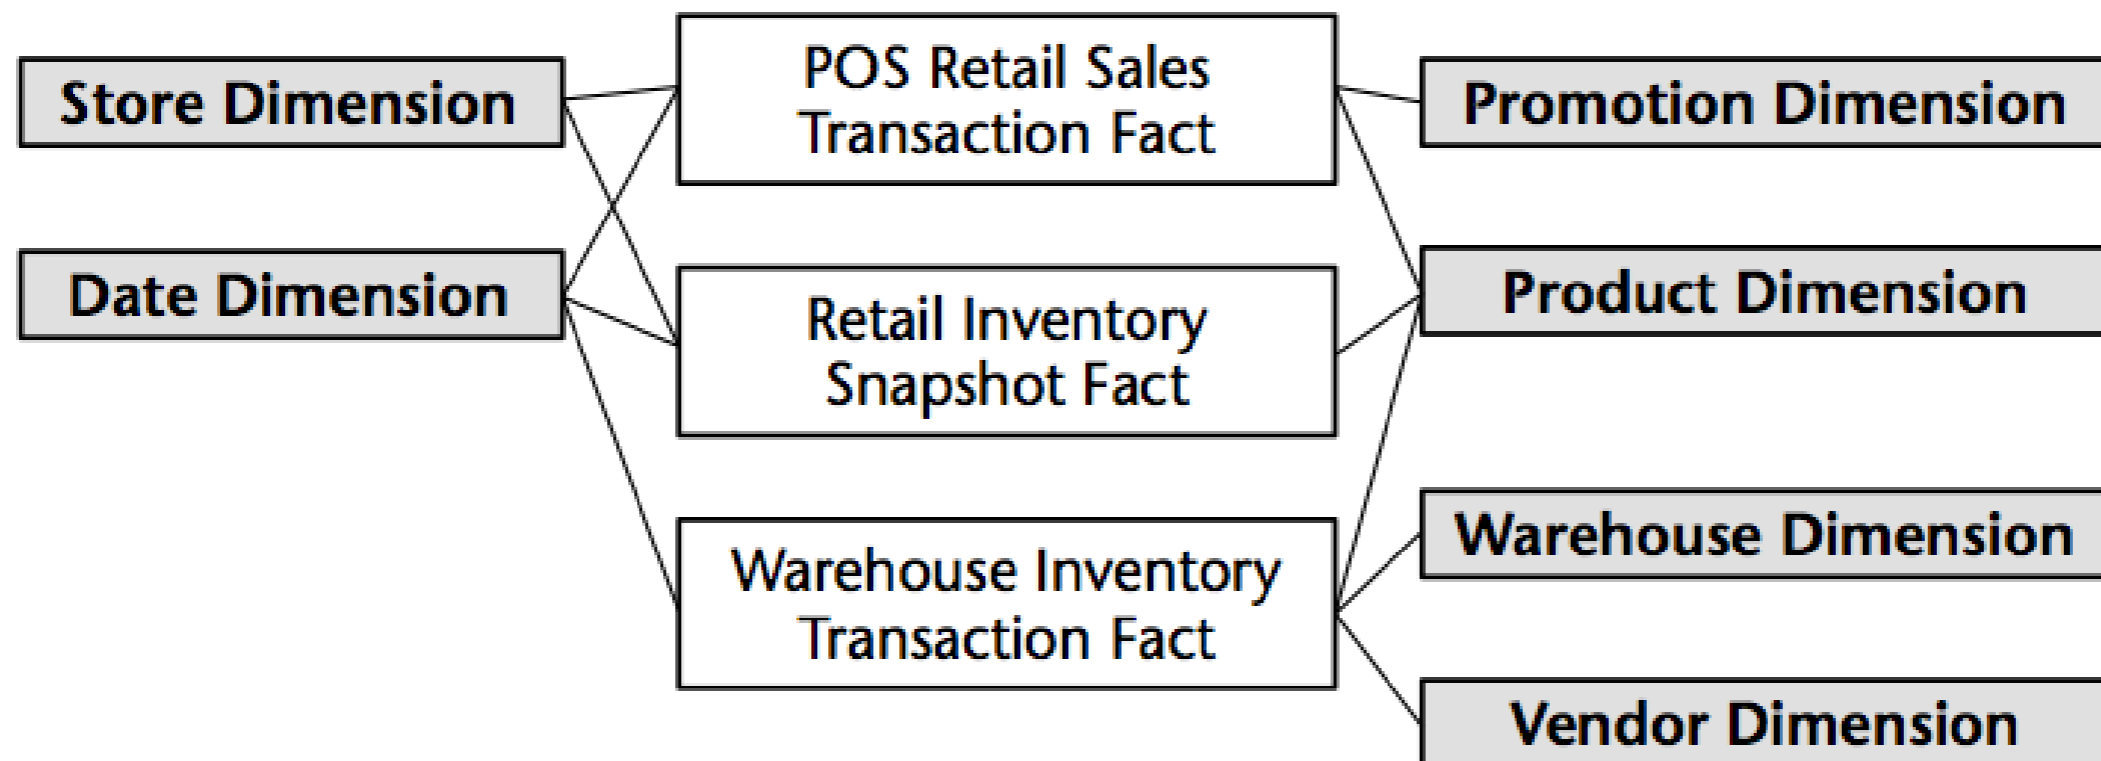 Store Dimension
Date Dimension
POS Retail Sales
Transaction Fact
Retail Inventory
Snapshot Fact
Warehouse Inventory
Transaction Fact
Promotion Dimension
Product Dimension
Warehouse Dimension
Vendor Dimension